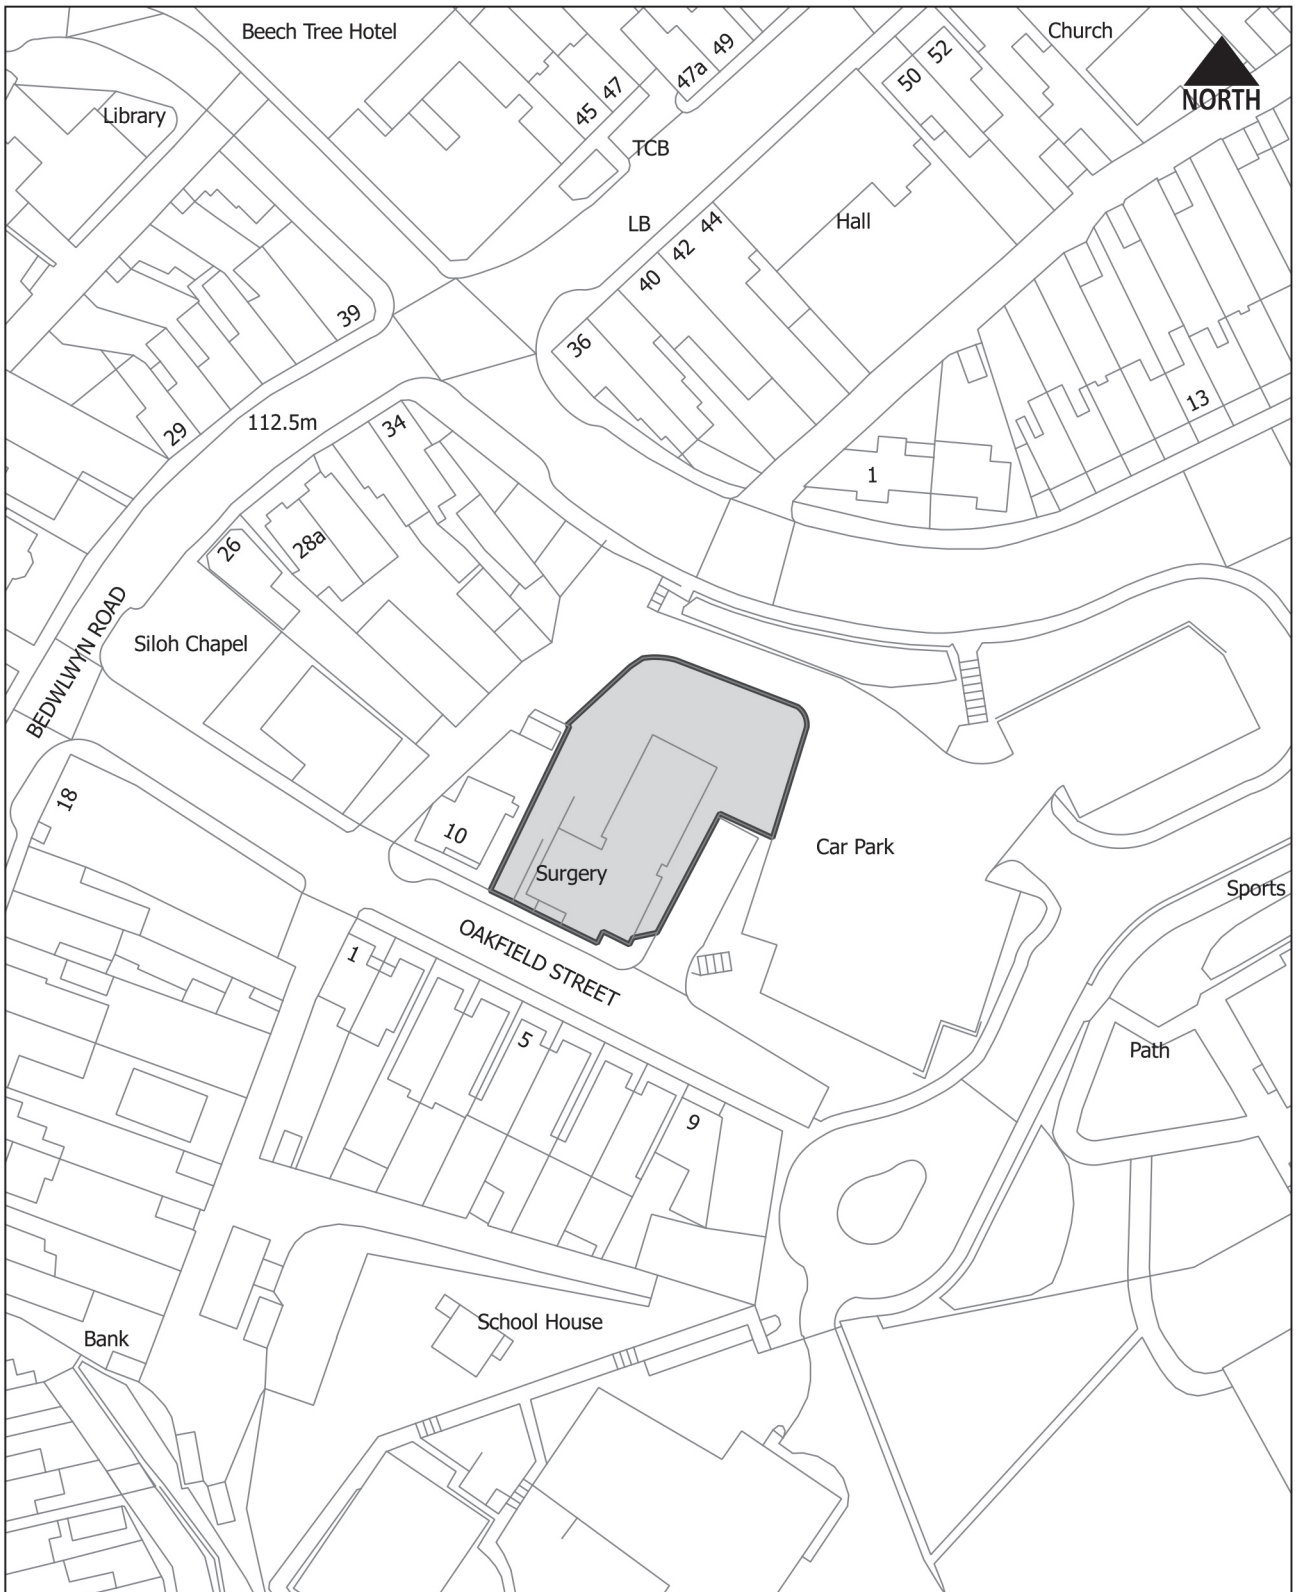 Beech Tree Hotel
Church
49
52
47a
50
47
45
NORTH
Library
TCB
LB
44
Hall
42
40
39
36
13
112.5m
34
29
1
28a
26
Siloh Chapel
BEDWLWYN ROAD
18
10
Car Park
Surgery
Sports
OAKFIELD STREET
1
5
Path
9
School House
Bank